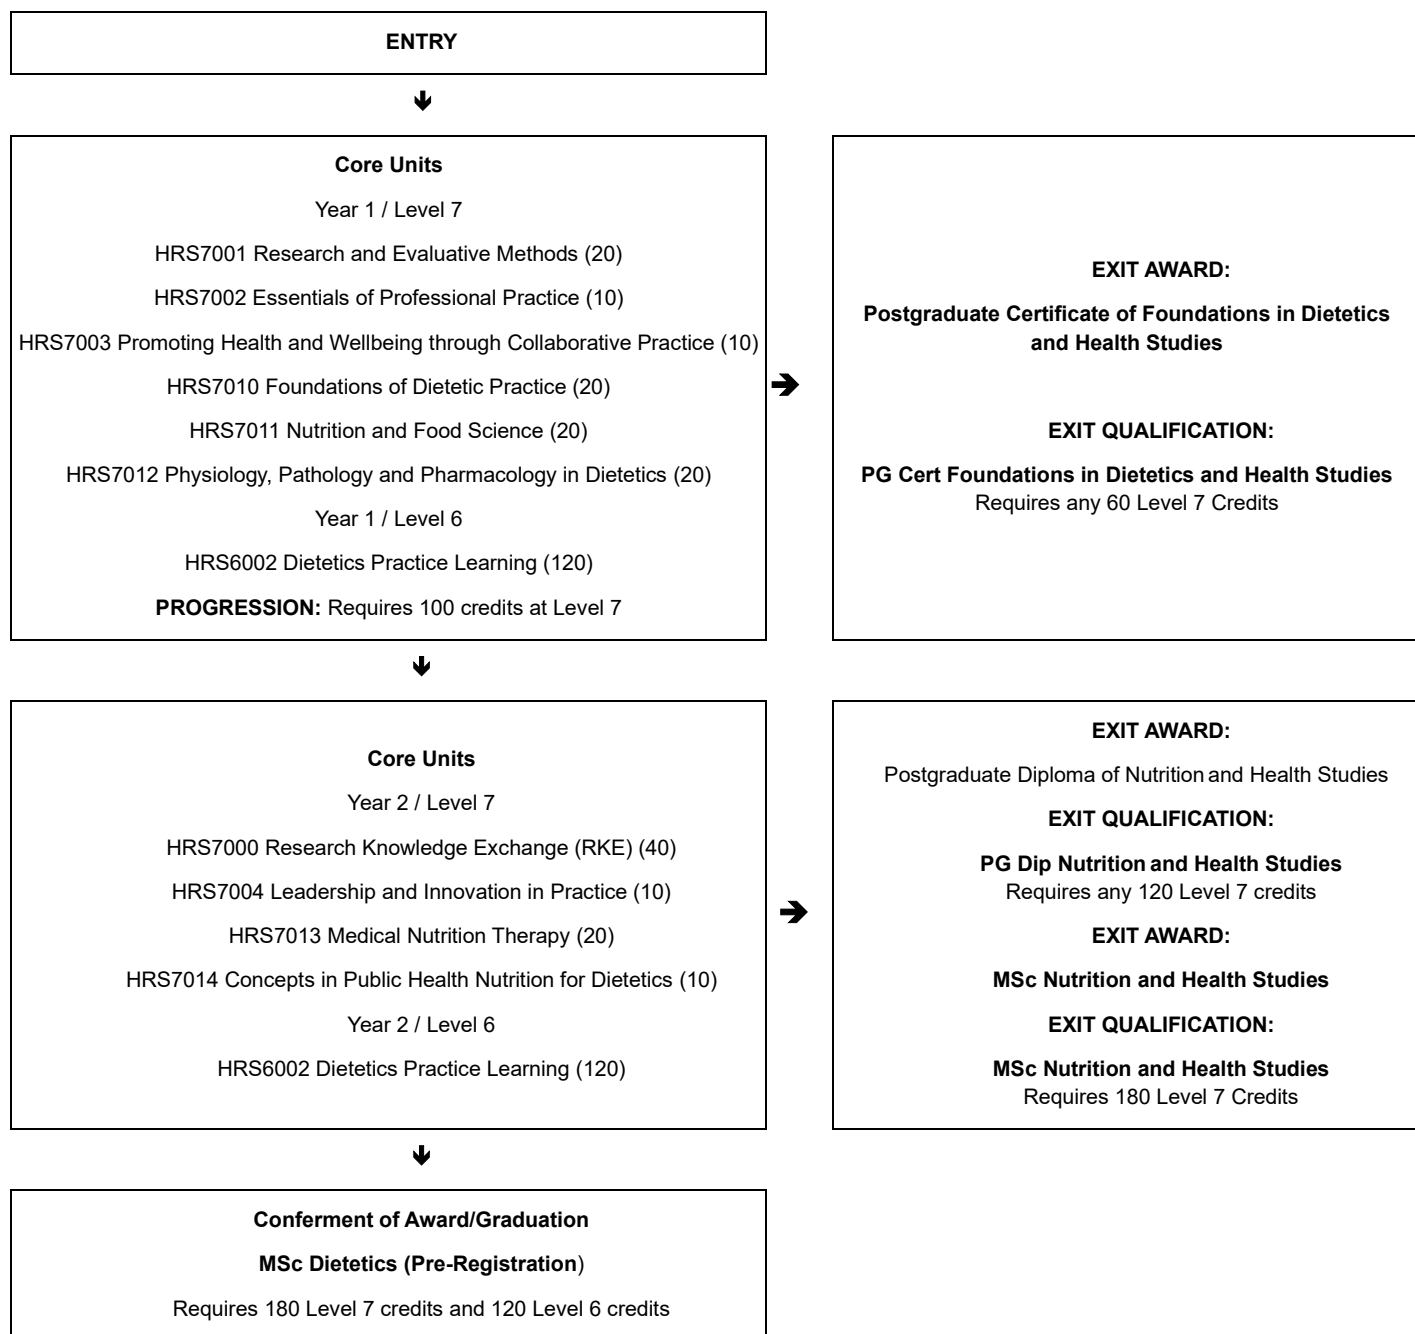 ENTRY
Core Units
Year 1 / Level 7
HRS7001 Research and Evaluative Methods (20)
HRS7002 Essentials of Professional Practice (10)
HRS7003 Promoting Health and Wellbeing through Collaborative Practice (10)
HRS7010 Foundations of Dietetic Practice (20)
HRS7011 Nutrition and Food Science (20)
HRS7012 Physiology, Pathology and Pharmacology in Dietetics (20)
Year 1 / Level 6
HRS6002 Dietetics Practice Learning (120)
PROGRESSION: Requires 100 credits at Level 7
EXIT AWARD:
Postgraduate Certificate of Foundations in Dietetics
and Health Studies
EXIT QUALIFICATION:
PG Cert Foundations in Dietetics and Health Studies
Requires any 60 Level 7 Credits
Core Units
Year 2 / Level 7
HRS7000 Research Knowledge Exchange (RKE) (40)
HRS7004 Leadership and Innovation in Practice (10)
HRS7013 Medical Nutrition Therapy (20)
HRS7014 Concepts in Public Health Nutrition for Dietetics (10)
Year 2 / Level 6
HRS6002 Dietetics Practice Learning (120)
EXIT AWARD:
Postgraduate Diploma of Nutrition and Health Studies
EXIT QUALIFICATION:
PG Dip Nutrition and Health Studies
Requires any 120 Level 7 credits
EXIT AWARD:
MSc Nutrition and Health Studies
EXIT QUALIFICATION:
MSc Nutrition and Health Studies
Requires 180 Level 7 Credits
Conferment of Award/Graduation
MSc Dietetics (Pre-Registration)
Requires 180 Level 7 credits and 120 Level 6 credits